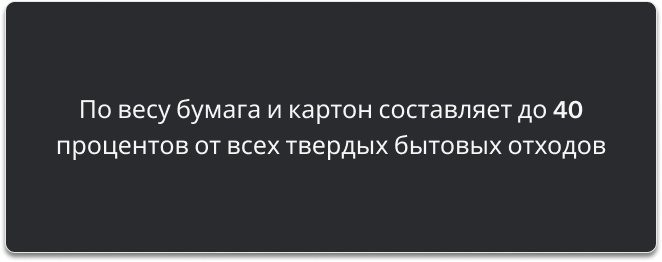 По весу бумага и картон составляет до 40
процентов от всех твердых бытовых отходов